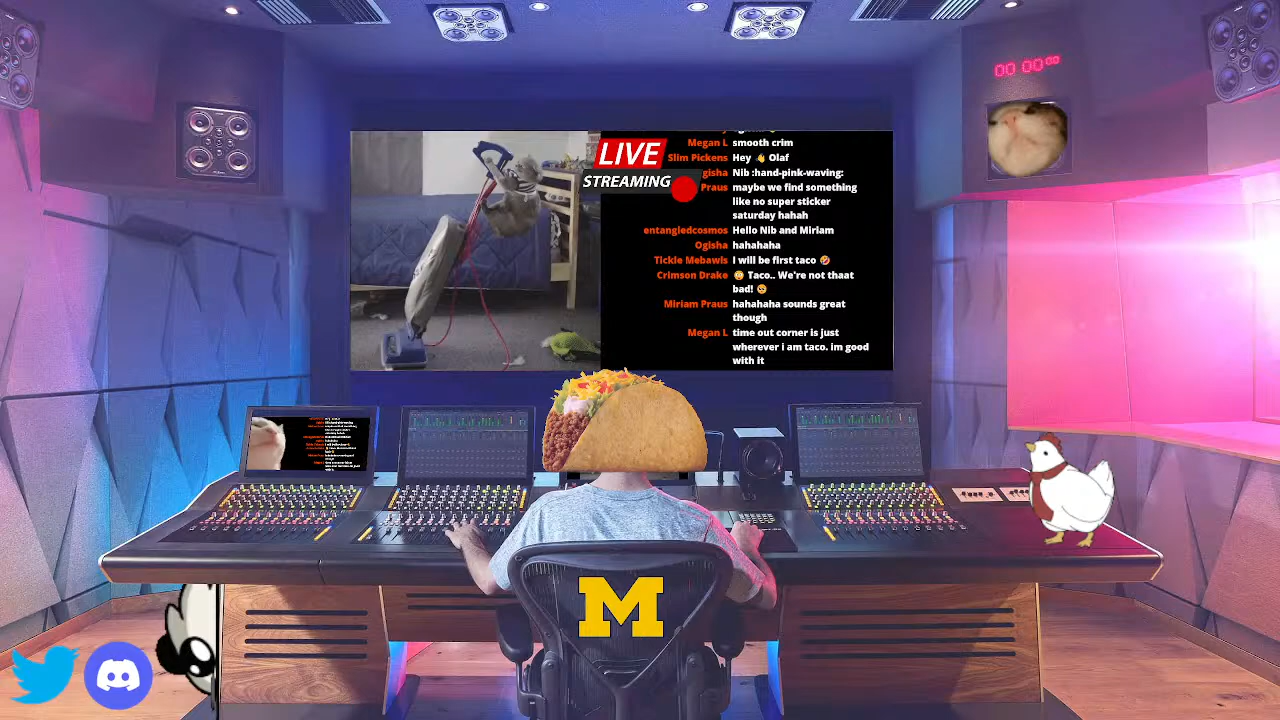 00 00 00
Megan L smooth crim
Slim Pickens Hey 👋 Olaf
gisha Nib :hand-pink-waving:
Praus maybe we find something
like no super sticker
saturday hahah
entangledcosmos Hello Nib and Miriam
Ogisha hahahaha
Tickle Mebawls I will be first taco 🤣
Crimson Drake 😳 Taco.. We're not thaat
bad! 🥺
Miriam Praus hahahaha sounds great
though
Megan L time out corner is just
wherever i am taco. im good
with it
LIVE
STREAMING
M